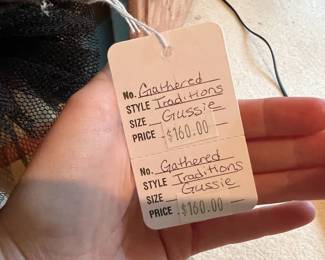 No. Gathered
STYLE Traditions
SIZE Gussie
PRICE $160.00
No. Gathered
STYLE Traditions
SIZE Gussie
PRICE $160.00